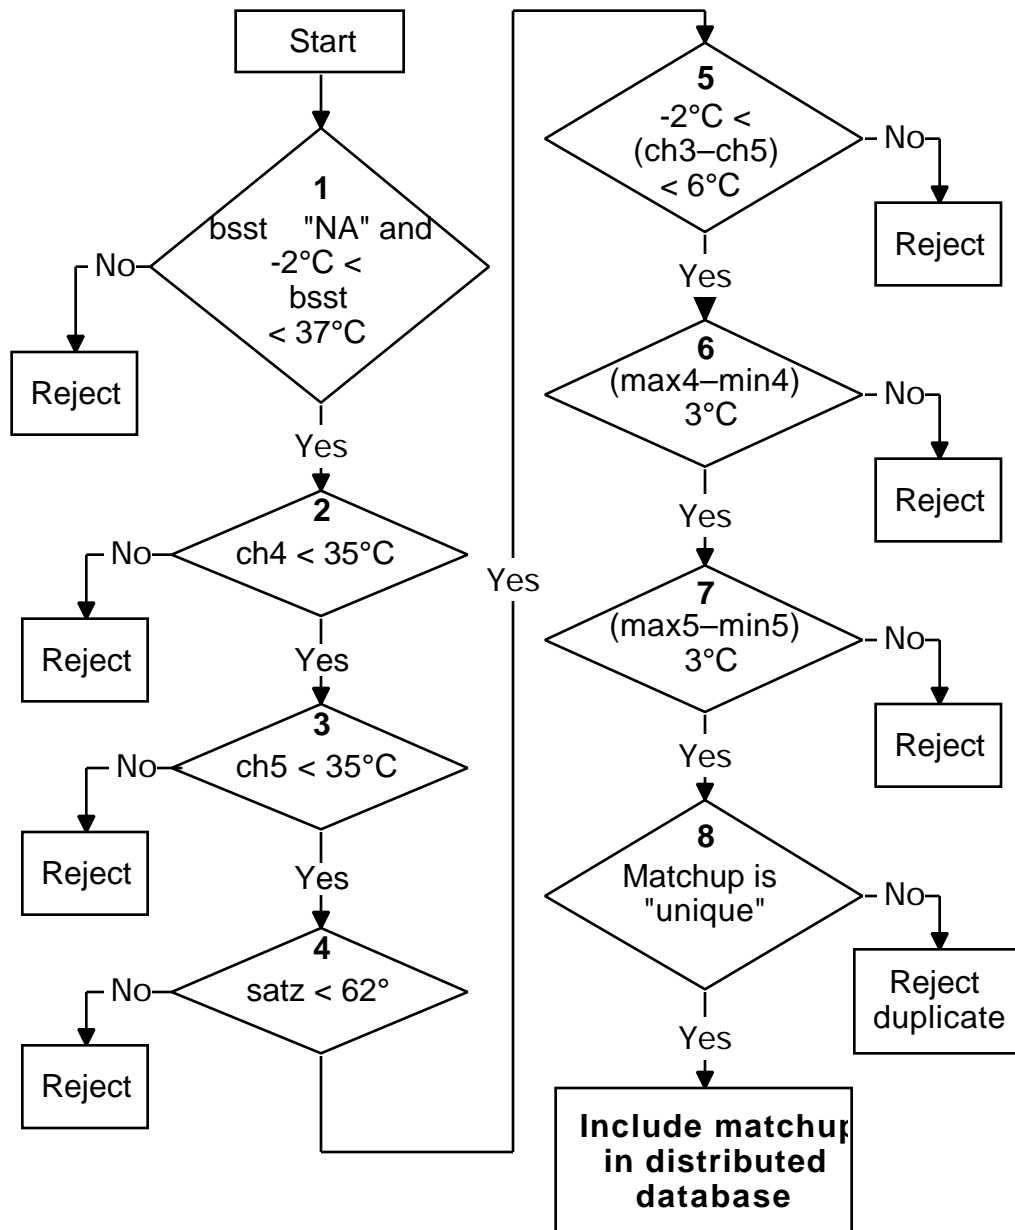 Start
1
bsst "NA" and
-2°C <
bsst
< 37°C
No
Reject
Yes
2
ch4 < 35°C
No
Reject
Yes
3
ch5 < 35°C
No
Reject
Yes
4
satz < 62°
No
Reject
Yes
5
-2°C <
(ch3–ch5)
< 6°C
No
Reject
Yes
6
(max4–min4)
3°C
No
Reject
Yes
7
(max5–min5)
3°C
No
Reject
Yes
8
Matchup is
"unique"
No
Reject
duplicate
Yes
Include matchup
in distributed
database